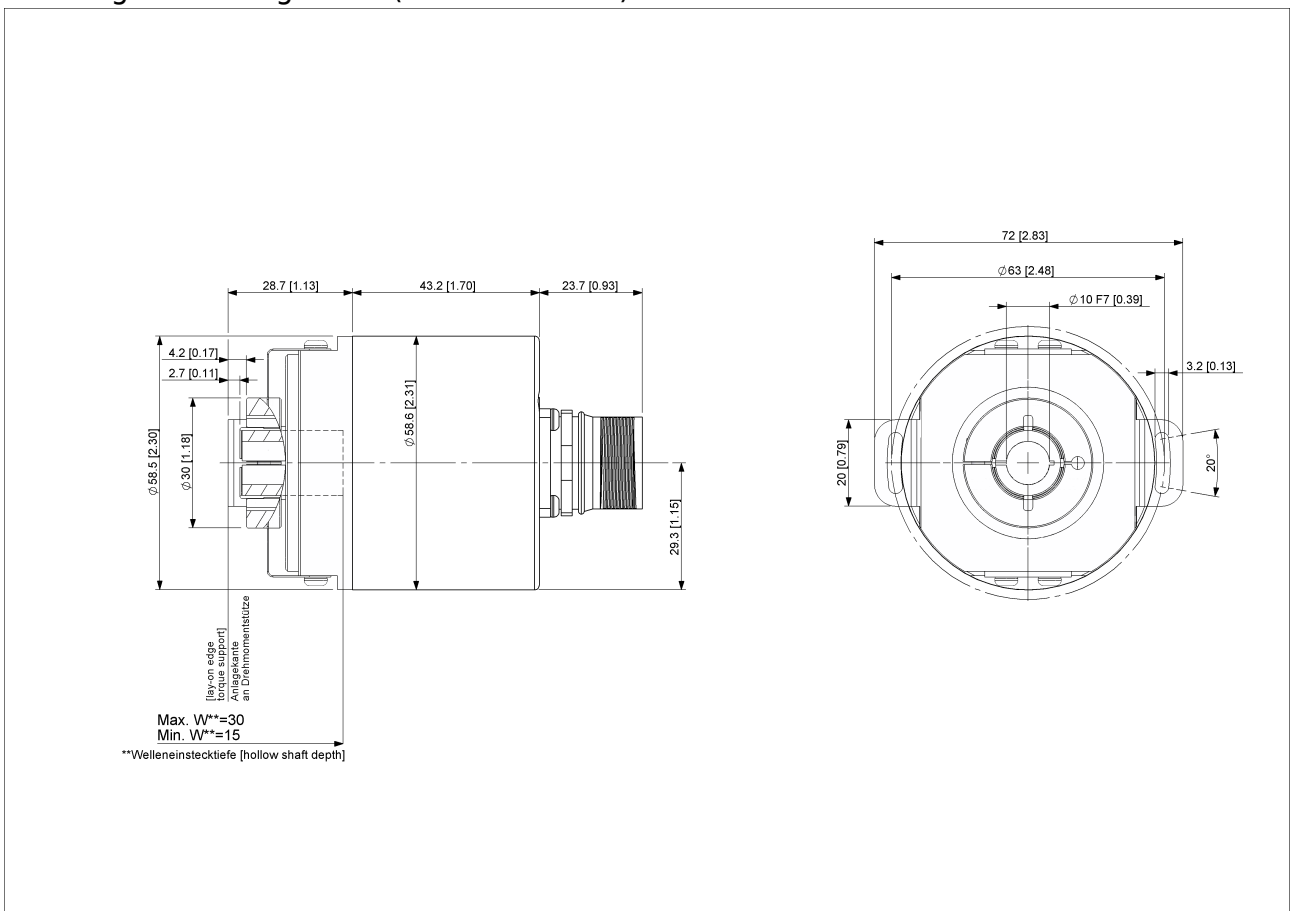 28.7 [1.13]
43.2 [1.70]
23.7 [0.93]
4.2 [0.17]
2.7 [0.11]
∅58.5 [2.30]
∅30 [1.18]
∅58.6 [2.31]
29.3 [1.15]
[lay-on edge
torque support]
Anlagekante
an Drehmomentstütze
Max. W**=30
Min. W**=15
**Welleneinstecktiefe [hollow shaft depth]
72 [2.83]
∅63 [2.48]
∅10 F7 [0.39]
3.2 [0.13]
20 [0.79]
20°